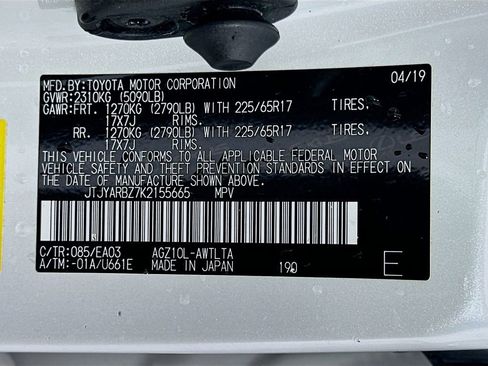 MFD.BY:TOYOTA MOTOR CORPORATION 04/19
GVWR:2310KG (5090LB)
GAWR:FRT. 1270KG (2790LB) WITH 225/65R17 TIRES.
17X7J RIMS.
RR. 1270KG (2790LB) WITH 225/65R17 TIRES.
17X7J RIMS.
THIS VEHICLE CONFORMS TO ALL APPLICABLE FEDERAL MOTOR
VEHICLE SAFETY AND THEFT PREVENTION STANDARDS IN EFFECT
ON THE DATE OF MANUFACTURE SHOWN ABOVE.
JTJYARBZ7K2155665 MPV
C/TR:085/EA03 AGZ10L-AWTLTA
A/TM:-01A/U661E MADE IN JAPAN 190 E